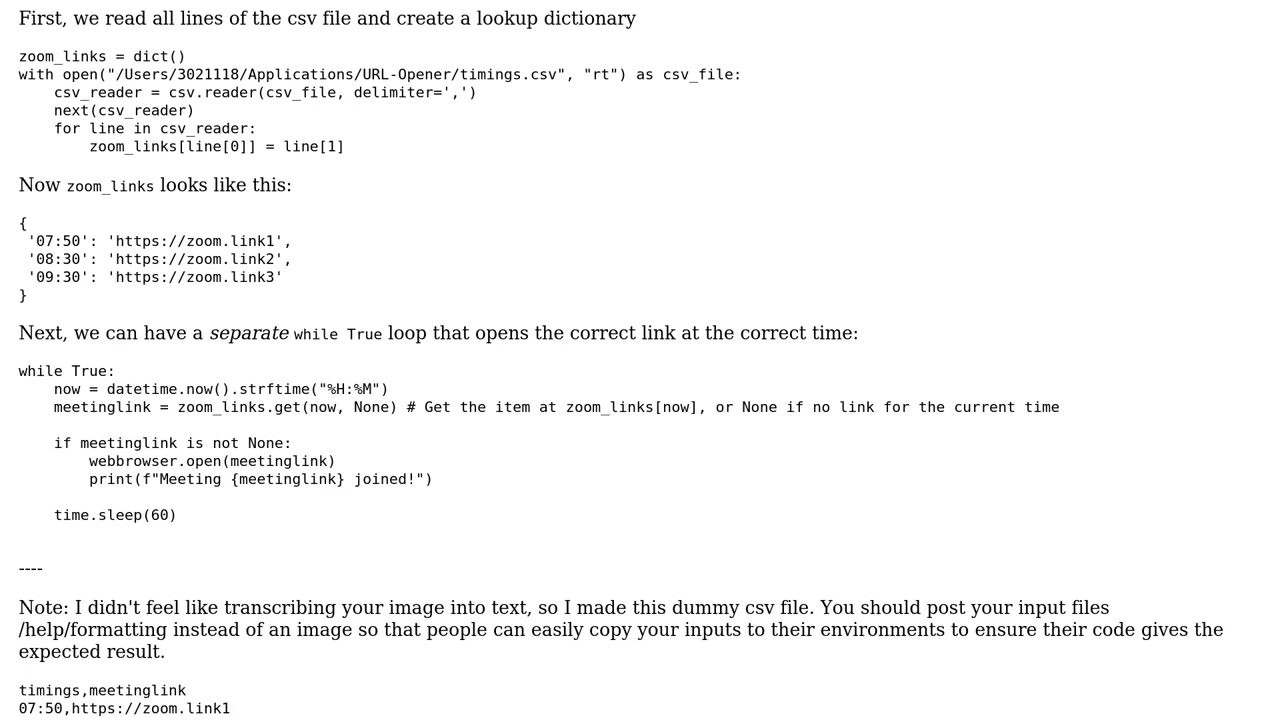 First, we read all lines of the csv file and create a lookup dictionary
zoom_links = dict()
with open("/Users/3021118/Applications/URL-Opener/timings.csv", "rt") as csv_file:
    csv_reader = csv.reader(csv_file, delimiter=',')
    next(csv_reader)
    for line in csv_reader:
        zoom_links[line[0]] = line[1]
Now zoom_links looks like this:
{
 '07:50': 'https://zoom.link1',
 '08:30': 'https://zoom.link2',
 '09:30': 'https://zoom.link3'
}
Next, we can have a separate while True loop that opens the correct link at the correct time:
while True:
    now = datetime.now().strftime("%H:%M")
    meetinglink = zoom_links.get(now, None) # Get the item at zoom_links[now], or None if no link for the current time
    if meetinglink is not None:
        webbrowser.open(meetinglink)
        print(f"Meeting {meetinglink} joined!")
    time.sleep(60)
----
Note: I didn't feel like transcribing your image into text, so I made this dummy csv file. You should post your input files
/help/formatting instead of an image so that people can easily copy your inputs to their environments to ensure their code gives the
expected result.
timings,meetinglink
07:50,https://zoom.link1